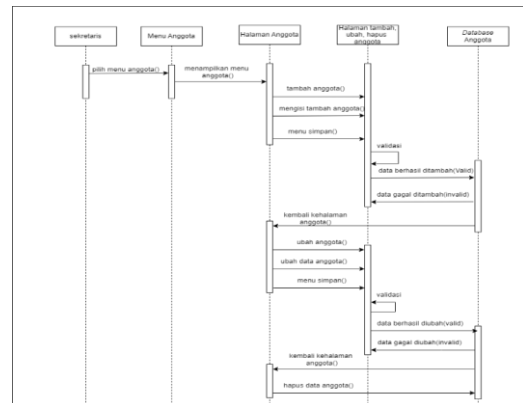 sekretaris
Menu Anggota
Halaman Anggota
Halaman tambah,
ubah, hapus
anggota
Database
Anggota
pilih menu anggota()
menampilkan menu
anggota()
tambah anggota()
mengisi tambah anggota()
menu simpan()
validasi
data berhasil ditambah(Valid)
data gagal ditambah(invalid)
kembali kehalaman
anggota()
ubah anggota()
ubah data anggota()
menu simpan()
validasi
data berhasil diubah(valid)
data gagal diubah(invalid)
kembali kehalaman
anggota()
hapus data anggota()